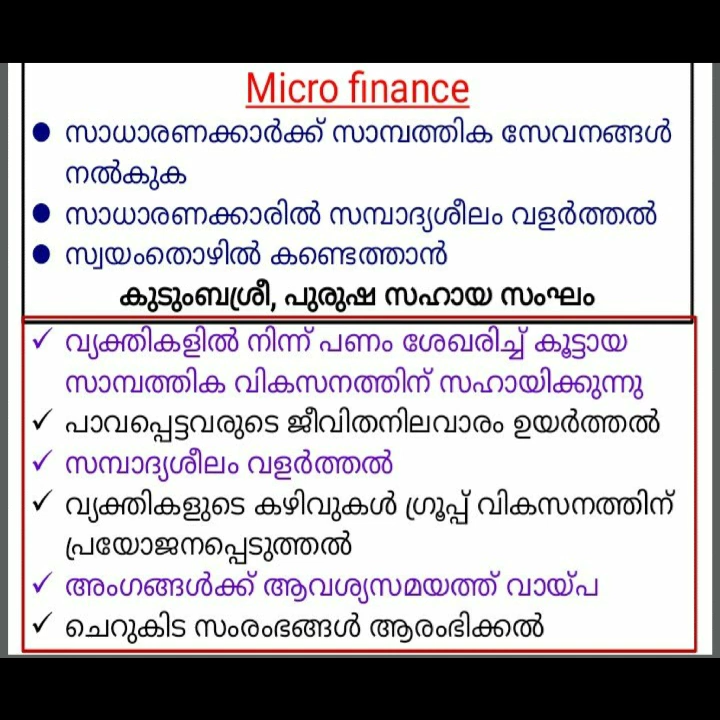 Micro finance
● സാധാരണക്കാർക്ക് സാമ്പത്തിക സേവനങ്ങൾ
നൽകുക
● സാധാരണക്കാരിൽ സമ്പാദ്യശീലം വളർത്തൽ
● സ്വയംതൊഴിൽ കണ്ടെത്താൻ
കുടുംബശ്രീ, പുരുഷ സഹായ സംഘം
✓ വ്യക്തികളിൽ നിന്ന് പണം ശേഖരിച്ച് കൂട്ടായ
സാമ്പത്തിക വികസനത്തിന് സഹായിക്കുന്നു
✓ പാവപ്പെട്ടവരുടെ ജീവിതനിലവാരം ഉയർത്തൽ
✓ സമ്പാദ്യശീലം വളർത്തൽ
✓ വ്യക്തികളുടെ കഴിവുകൾ ഗ്രൂപ്പ് വികസനത്തിന്
പ്രയോജനപ്പെടുത്തൽ
✓ അംഗങ്ങൾക്ക് ആവശ്യസമയത്ത് വായ്പ
✓ ചെറുകിട സംരംഭങ്ങൾ ആരംഭിക്കൽ